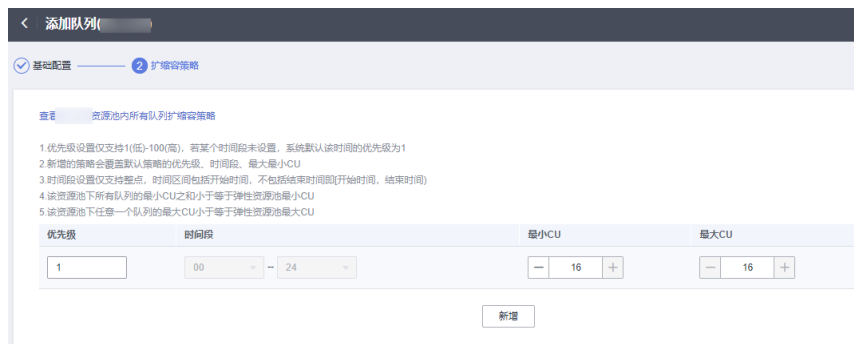 添加队列(
基础配置
2 扩缩容策略
查看 资源池内所有队列扩缩容策略
1.优先级设置仅支持1(低)-100(高)，若某个时间段未设置，系统默认该时间的优先级为1
2.新增的策略会覆盖默认策略的优先级、时间段、最大最小CU
3.时间段设置仅支持整点，时间区间包括开始时间，不包括结束时间即[开始时间，结束时间)
4.该资源池下所有队列的最小CU之和小于等于弹性资源池最小CU
5.该资源池下任意一个队列的最大CU小于等于弹性资源池最大CU
优先级 时间段 最小CU 最大CU
1 00 -- 24 — 16 + — 16 +
新增